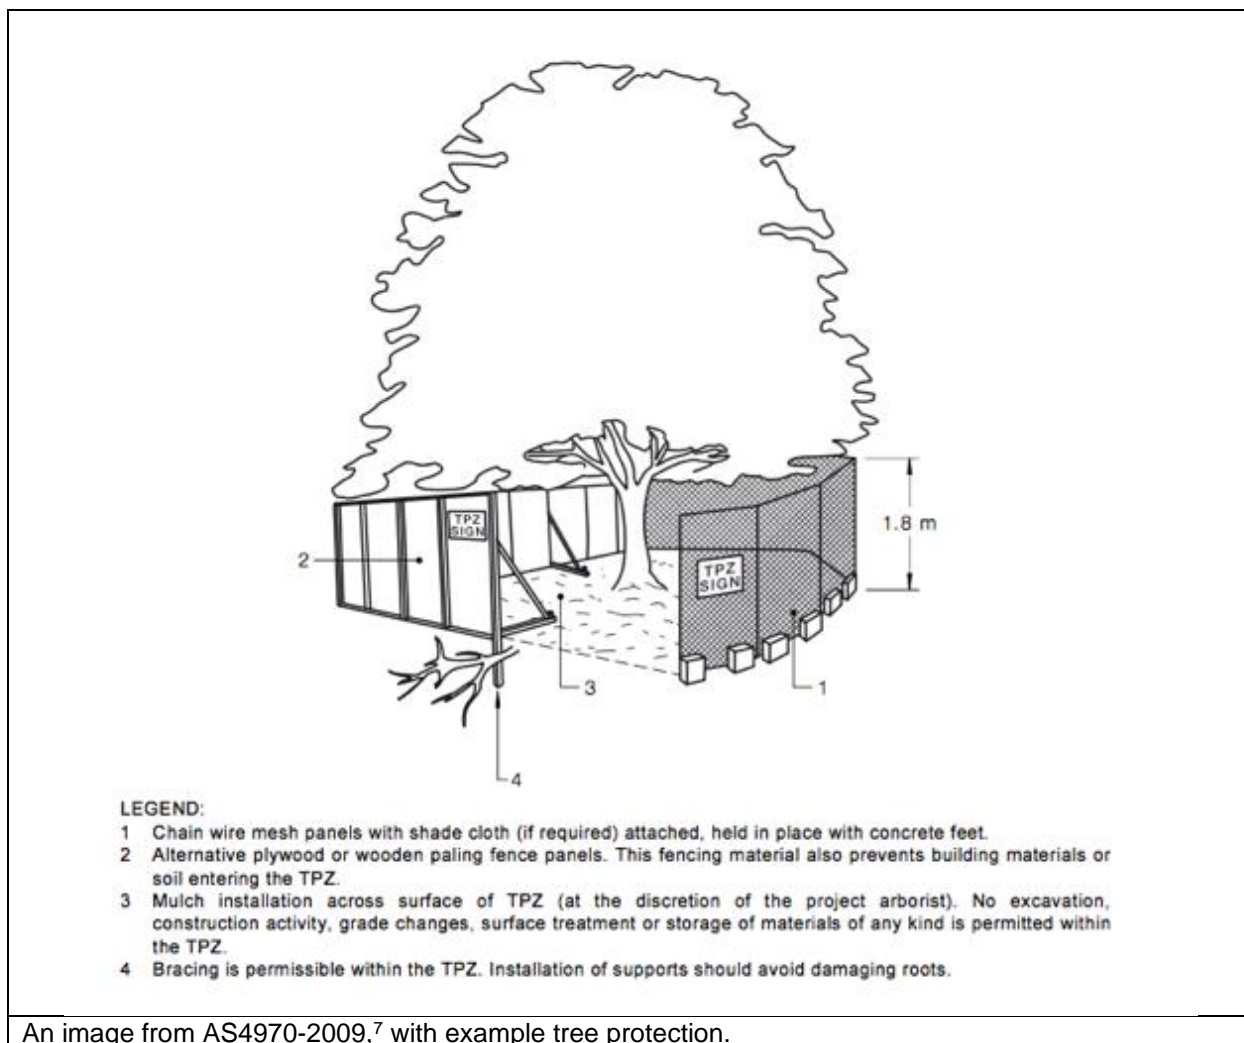 TPZ
SIGN
1.8 m
2
TPZ
SIGN
3
1
4
LEGEND:
1 Chain wire mesh panels with shade cloth (if required) attached, held in place with concrete feet.
2 Alternative plywood or wooden paling fence panels. This fencing material also prevents building materials or
soil entering the TPZ.
3 Mulch installation across surface of TPZ (at the discretion of the project arborist). No excavation,
construction activity, grade changes, surface treatment or storage of materials of any kind is permitted within
the TPZ.
4 Bracing is permissible within the TPZ. Installation of supports should avoid damaging roots.
An image from AS4970-2009,⁷ with example tree protection.